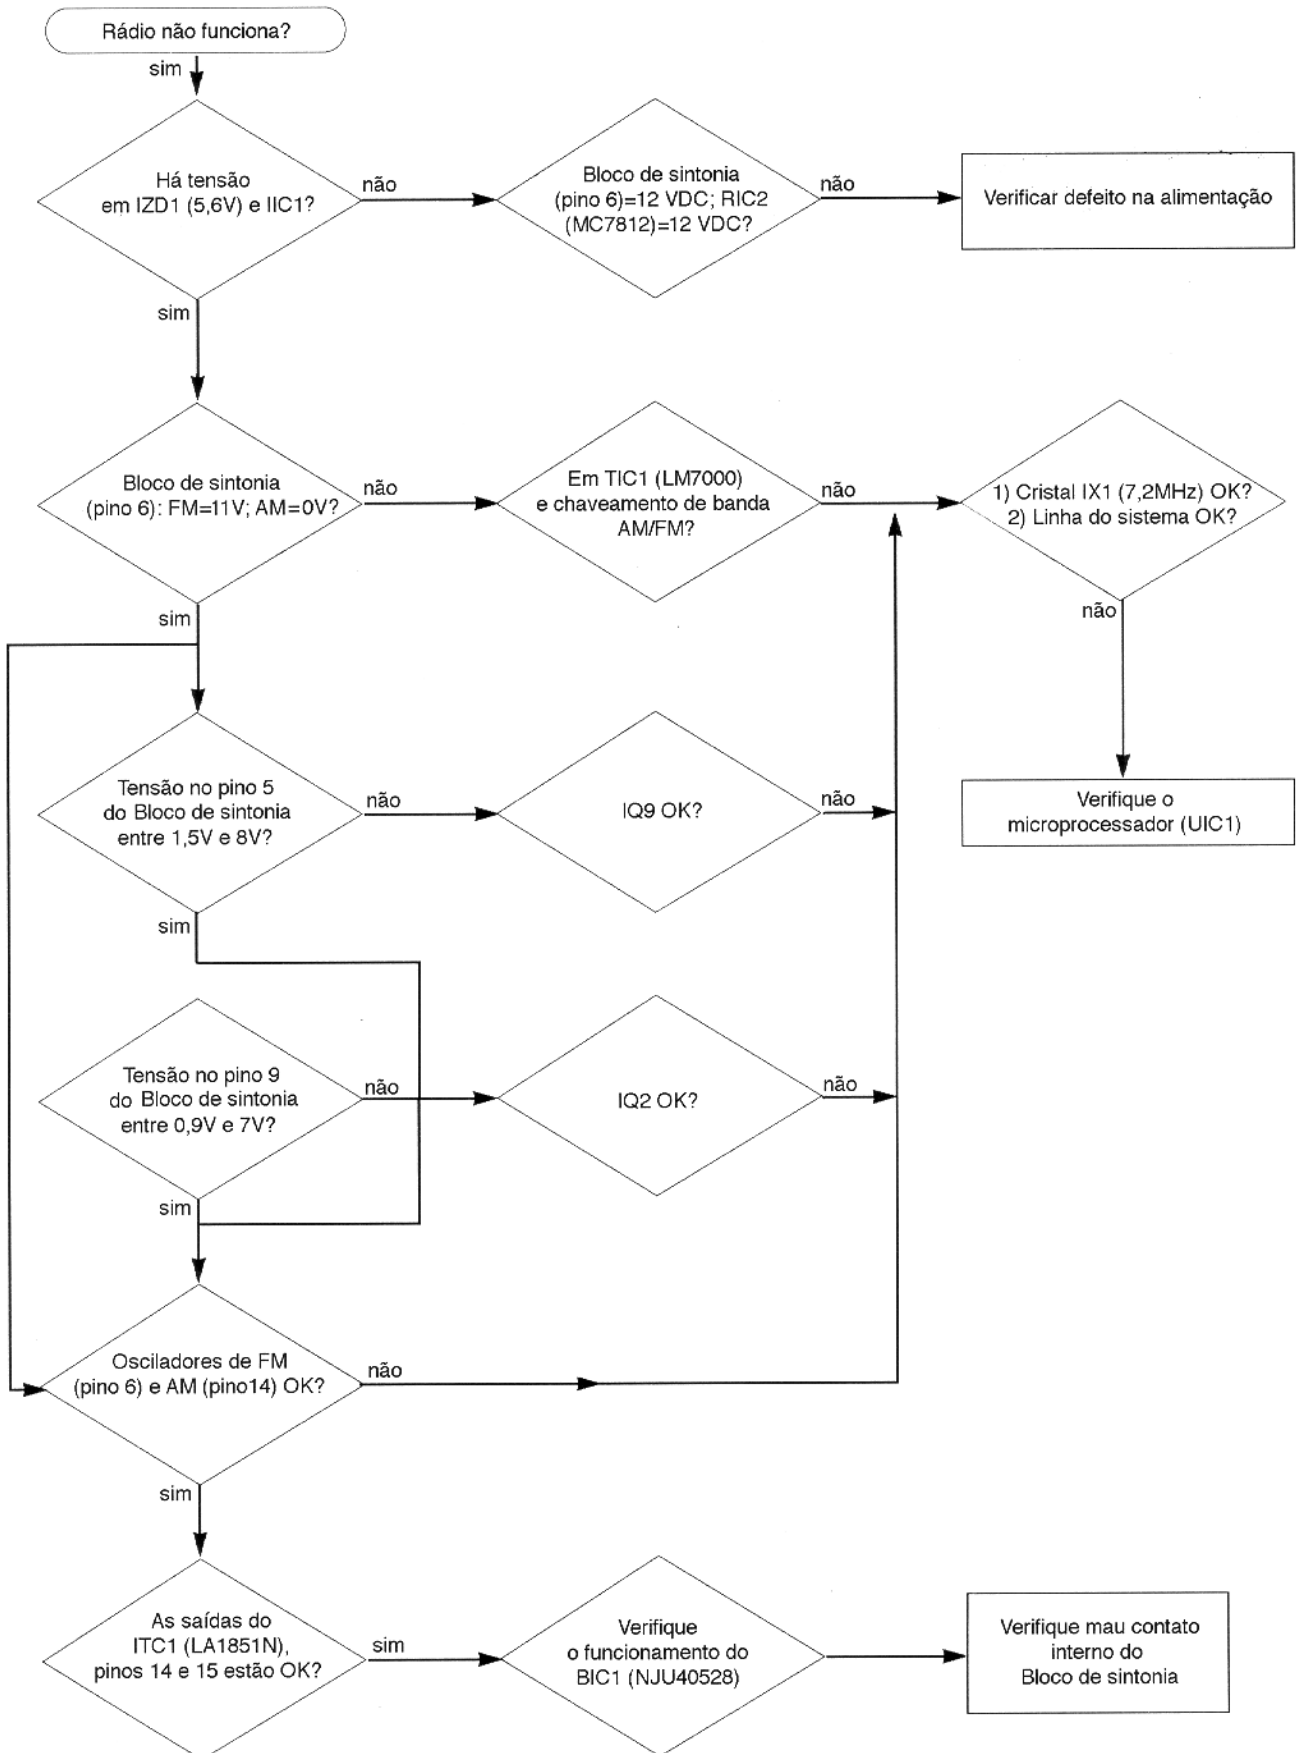 Rádio não funciona?
sim
Há tensão
em IZD1 (5,6V) e IIC1?
não
Bloco de sintonia
(pino 6)=12 VDC; RIC2
(MC7812)=12 VDC?
não
Verificar defeito na alimentação
sim
Bloco de sintonia
(pino 6): FM=11V; AM=0V?
não
Em TIC1 (LM7000)
e chaveamento de banda
AM/FM?
não
1) Cristal IX1 (7,2MHz) OK?
2) Linha do sistema OK?
não
sim
Tensão no pino 5
do Bloco de sintonia
entre 1,5V e 8V?
não
IQ9 OK?
não
Verifique o
microprocessador (UIC1)
sim
Tensão no pino 9
do Bloco de sintonia
entre 0,9V e 7V?
não
IQ2 OK?
não
sim
Osciladores de FM
(pino 6) e AM (pino14) OK?
não
sim
As saídas do
ITC1 (LA1851N),
pinos 14 e 15 estão OK?
sim
Verifique
o funcionamento do
BIC1 (NJU40528)
Verifique mau contato
interno do
Bloco de sintonia